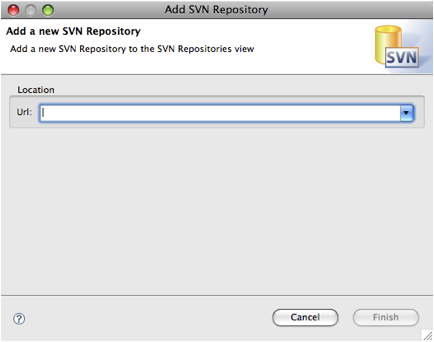 Add SVN Repository
Add a new SVN Repository
Add a new SVN Repository to the SVN Repositories view
SVN
Location
Url:
?
Cancel
Finish